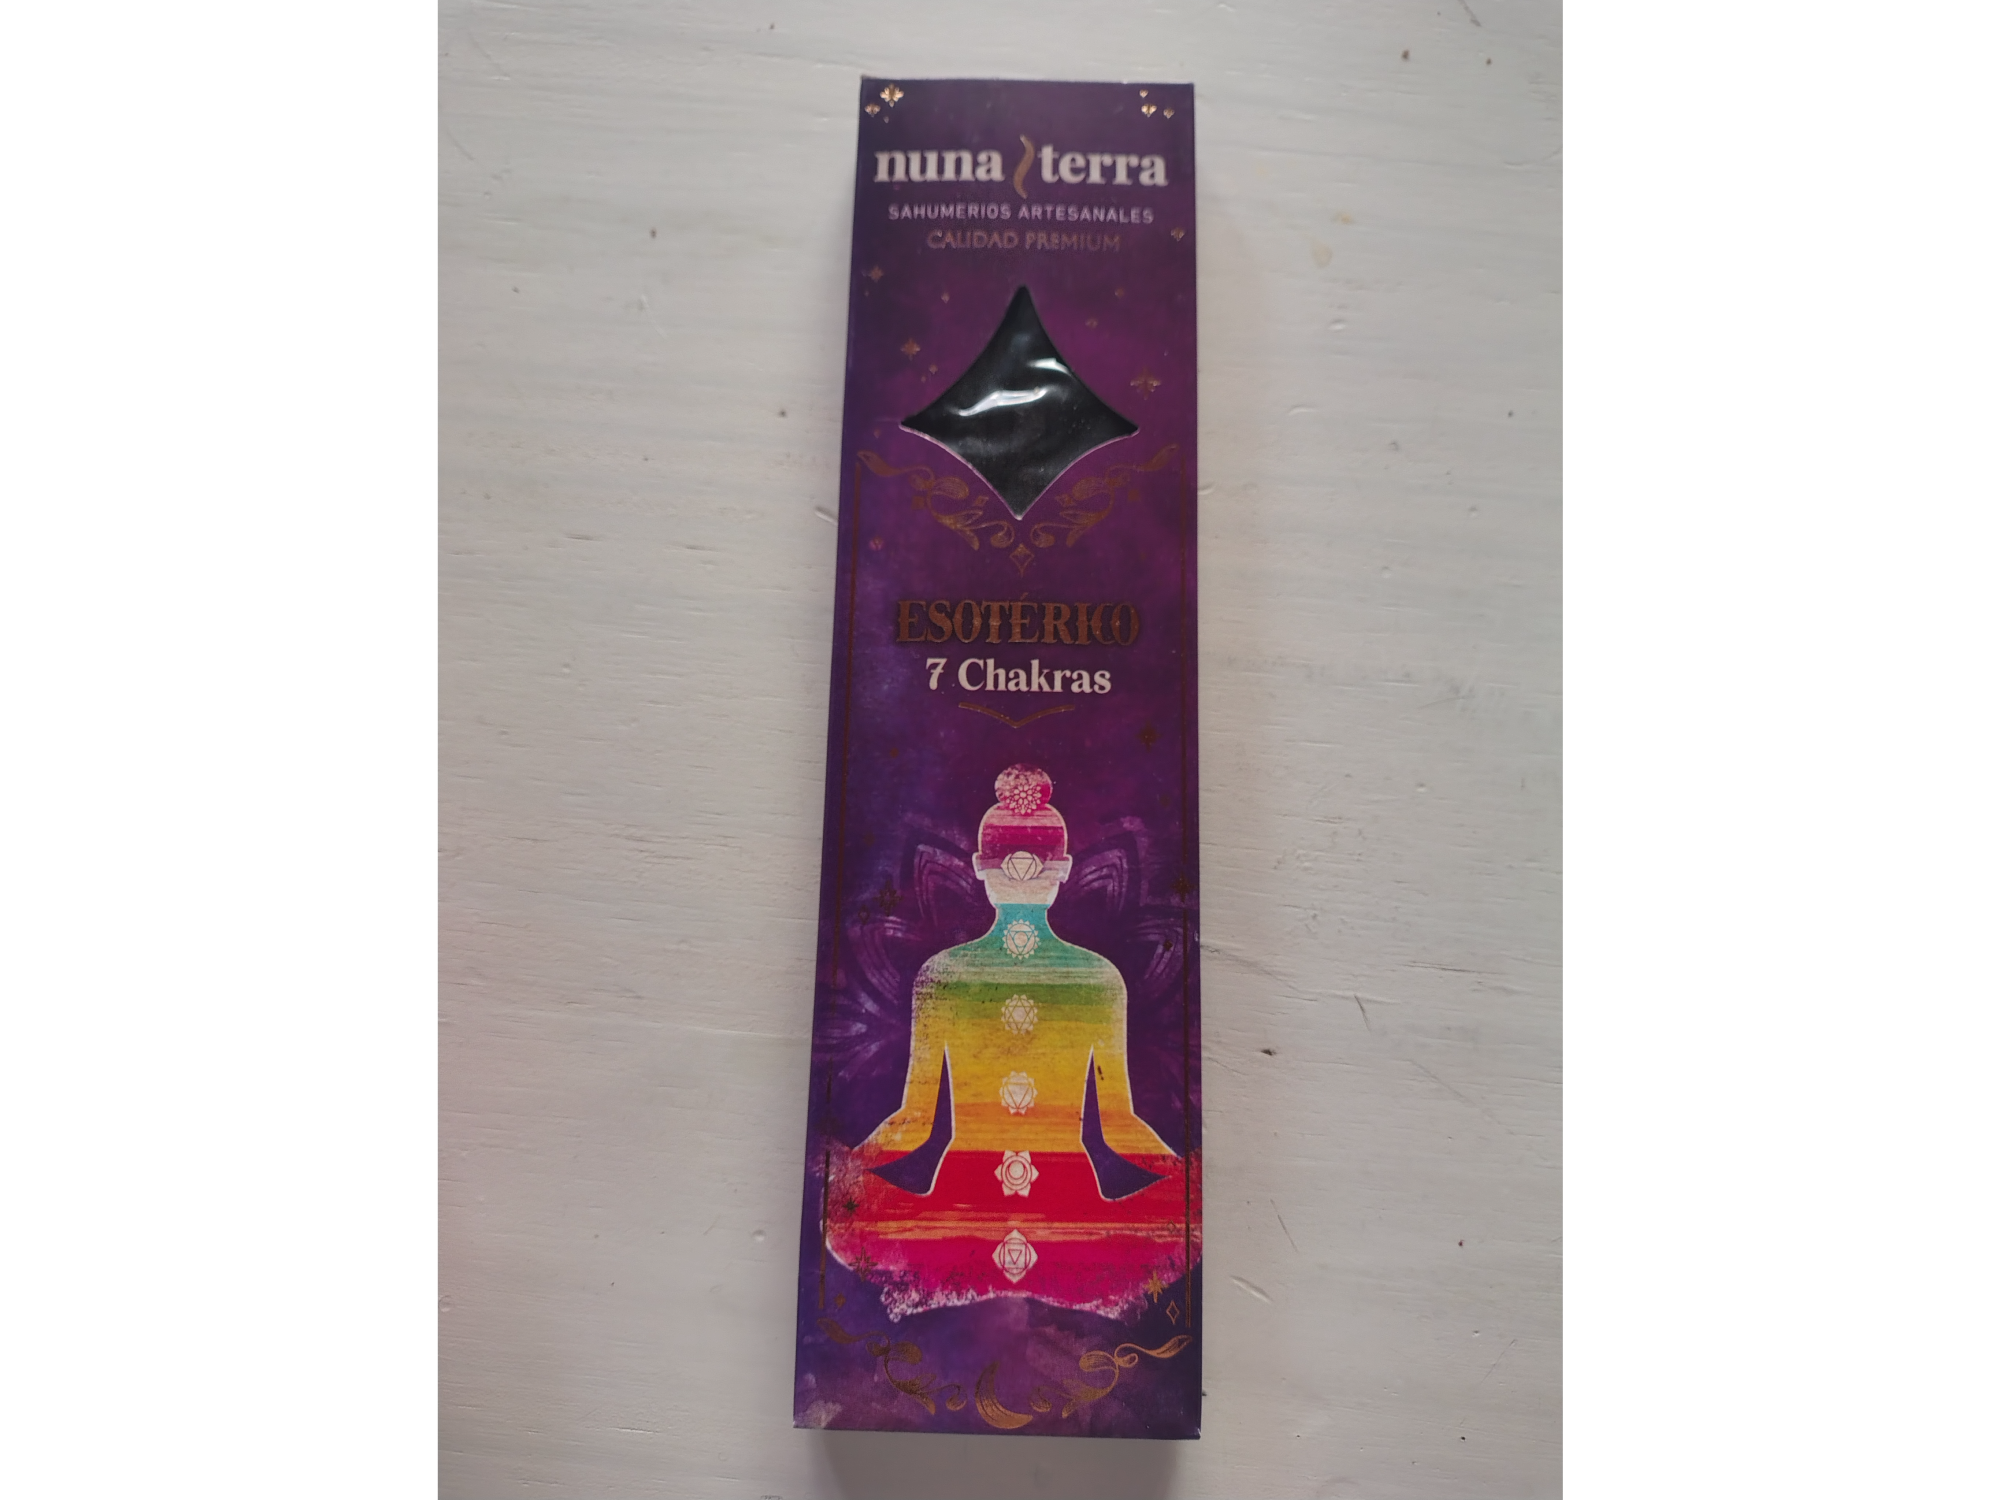 nuna terra
SAHUMERIOS ARTESANALES
CALIDAD PREMIUM
ESOTÉRICO
7 Chakras